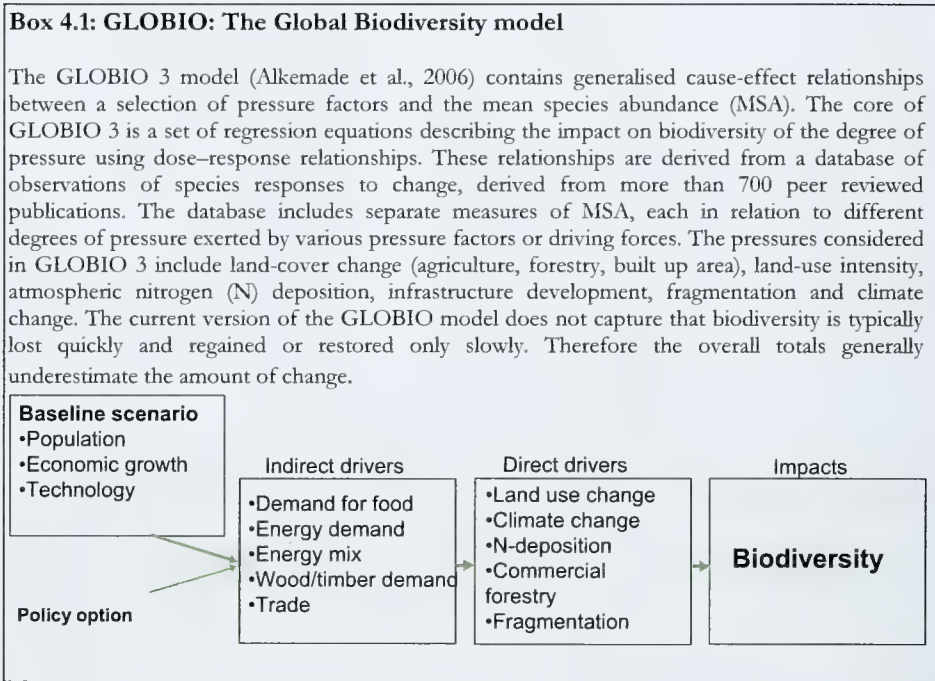 Box 4.1: GLOBIO: The Global Biodiversity model
The GLOBIO 3 model (Alkemade et al., 2006) contains generalised cause-effect relationships
between a selection of pressure factors and the mean species abundance (MSA). The core of
GLOBIO 3 is a set of regression equations describing the impact on biodiversity of the degree of
pressure using dose–response relationships. These relationships are derived from a database of
observations of species responses to change, derived from more than 700 peer reviewed
publications. The database includes separate measures of MSA, each in relation to different
degrees of pressure exerted by various pressure factors or driving forces. The pressures considered
in GLOBIO 3 include land-cover change (agriculture, forestry, built up area), land-use intensity,
atmospheric nitrogen (N) deposition, infrastructure development, fragmentation and climate
change. The current version of the GLOBIO model does not capture that biodiversity is typically
lost quickly and regained or restored only slowly. Therefore the overall totals generally
underestimate the amount of change.
Baseline scenario
•Population
•Economic growth
•Technology
Policy option
Indirect drivers
•Demand for food
•Energy demand
•Energy mix
•Wood/timber demand
•Trade
Direct drivers
•Land use change
•Climate change
•N-deposition
•Commercial
forestry
•Fragmentation
Impacts
Biodiversity